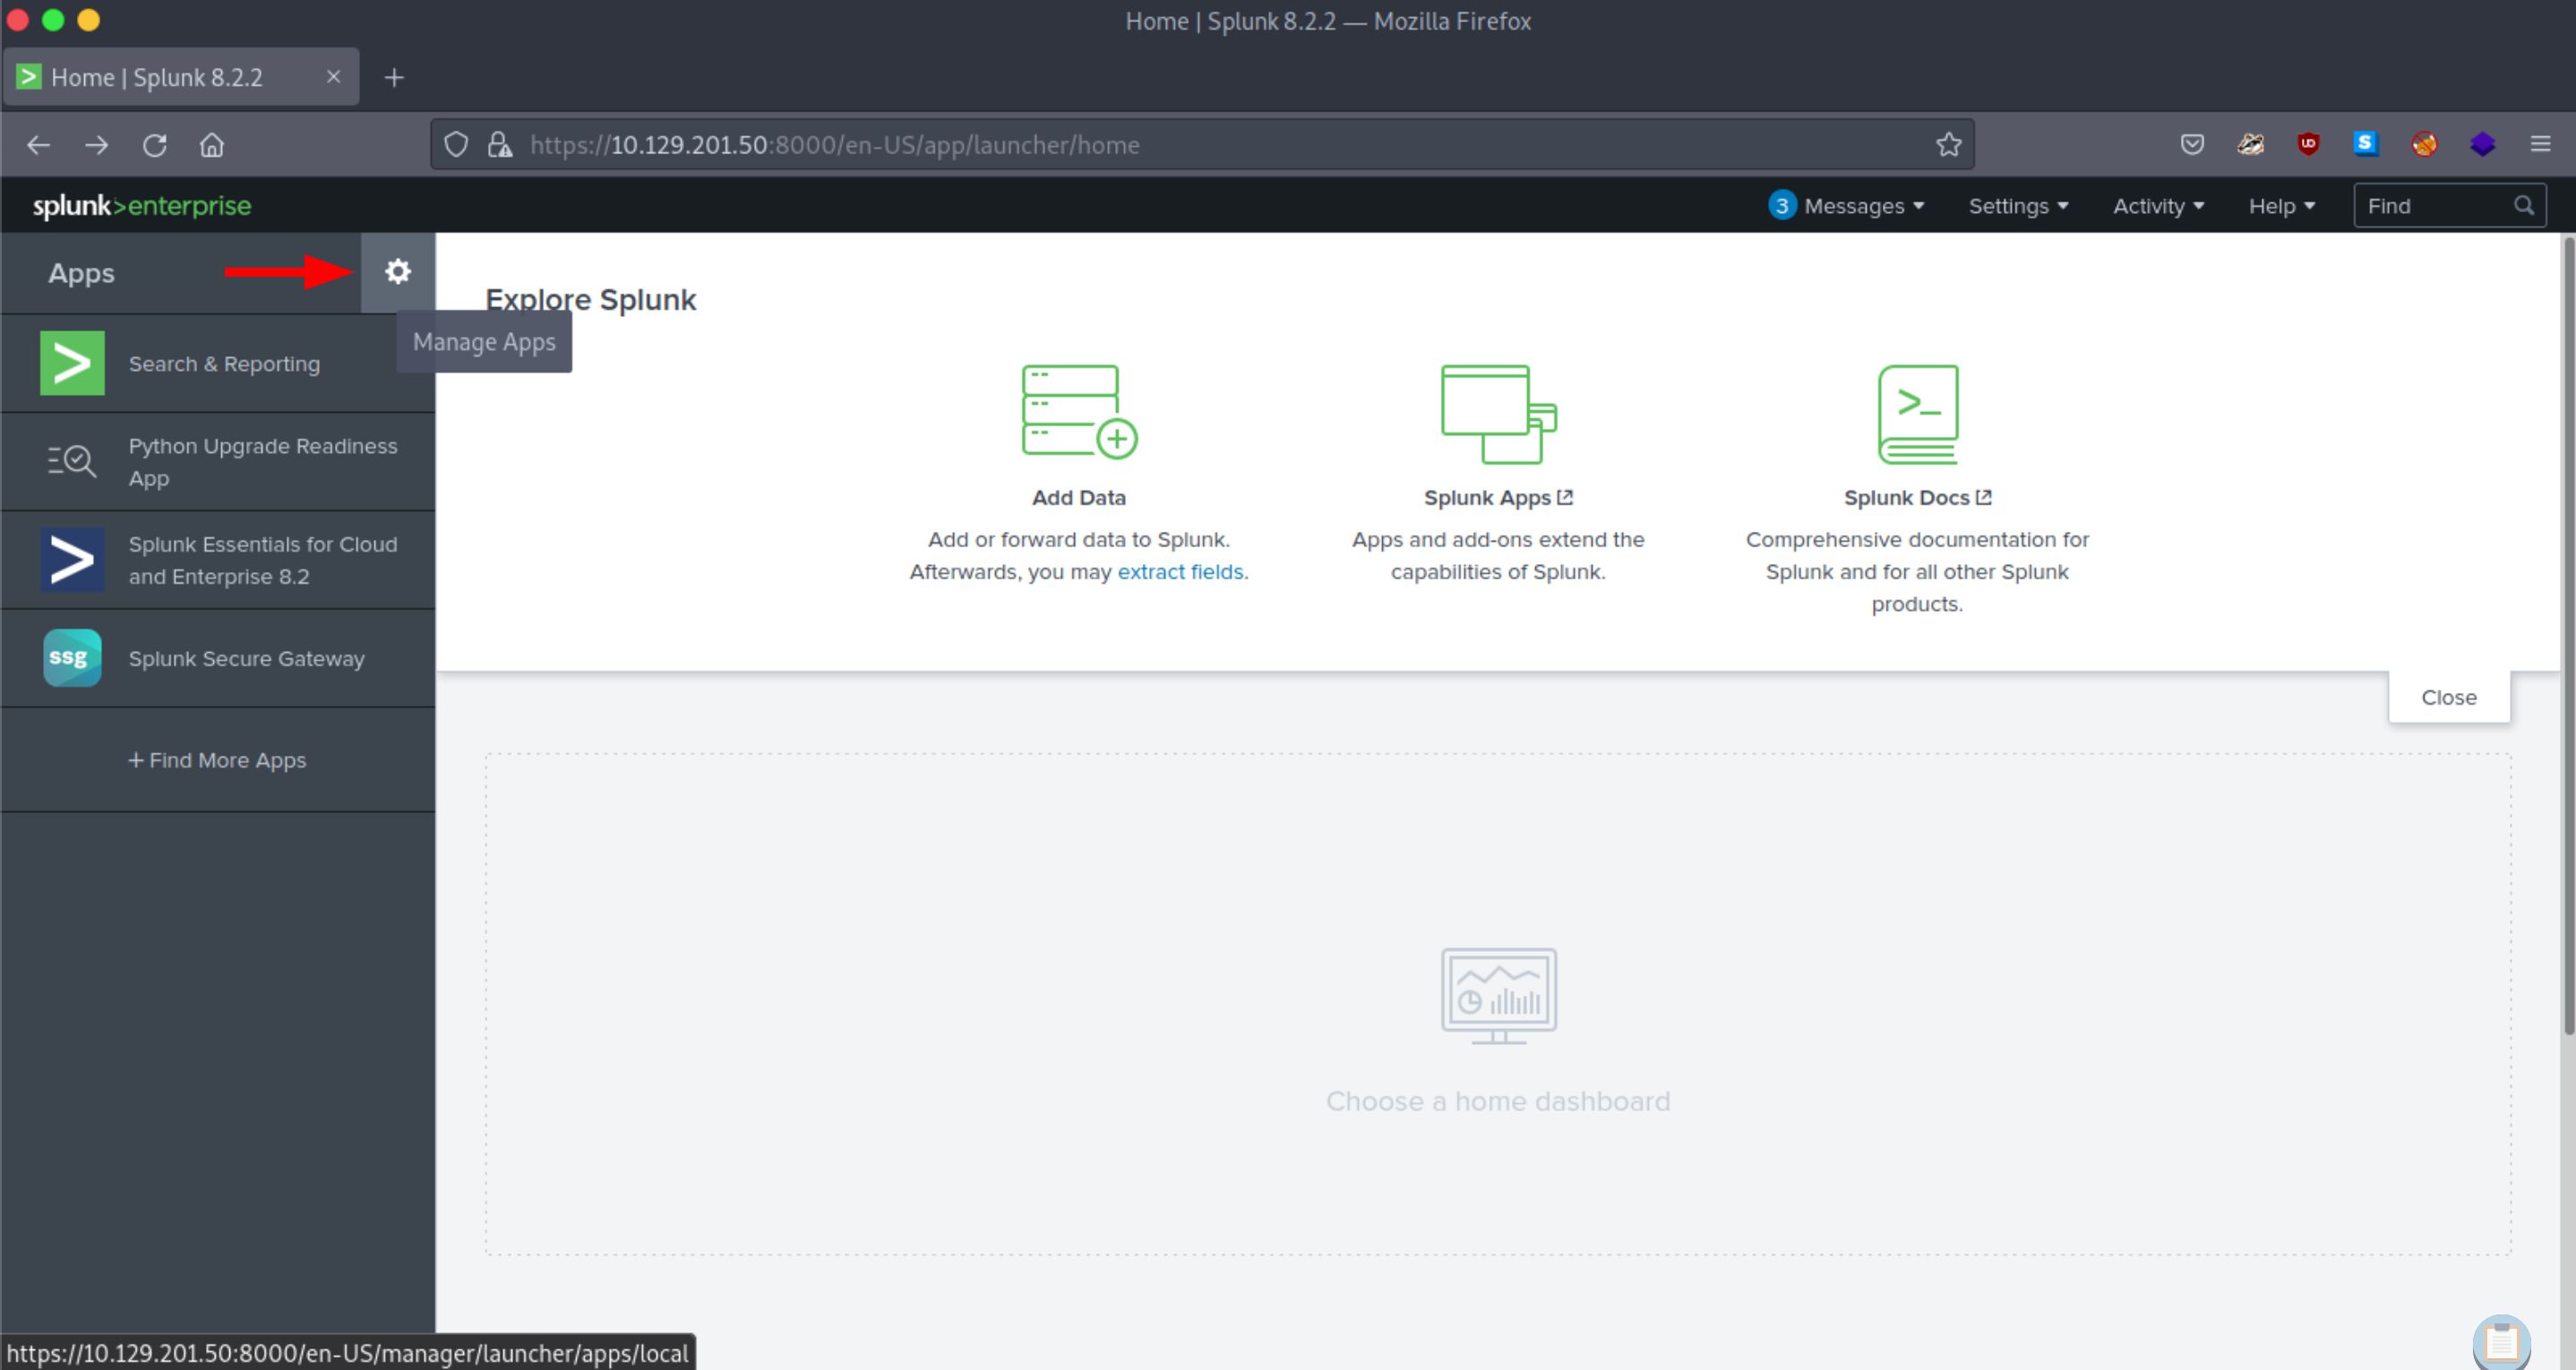 Home | Splunk 8.2.2 — Mozilla Firefox
Home | Splunk 8.2.2
https://10.129.201.50:8000/en-US/app/launcher/home
splunk>enterprise
3 Messages Settings Activity Help Find
Apps
Manage Apps
Search & Reporting
Python Upgrade Readiness
App
Splunk Essentials for Cloud
and Enterprise 8.2
ssg
Splunk Secure Gateway
+ Find More Apps
Explore Splunk
Add Data
Add or forward data to Splunk.
Afterwards, you may extract fields.
Splunk Apps
Apps and add-ons extend the
capabilities of Splunk.
Splunk Docs
Comprehensive documentation for
Splunk and for all other Splunk
products.
Close
Choose a home dashboard
https://10.129.201.50:8000/en-US/manager/launcher/apps/local